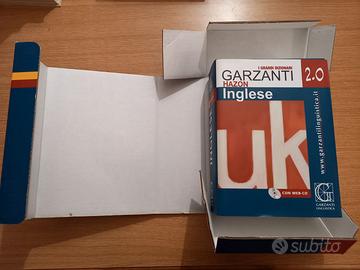 I GRANDI DIZIONARI
GARZANTI
HAZON
2.0
Inglese
uk
www.garzantilinguistica.it
CON WEB-CD
G
GARZANTI
LINGUISTICA
subito